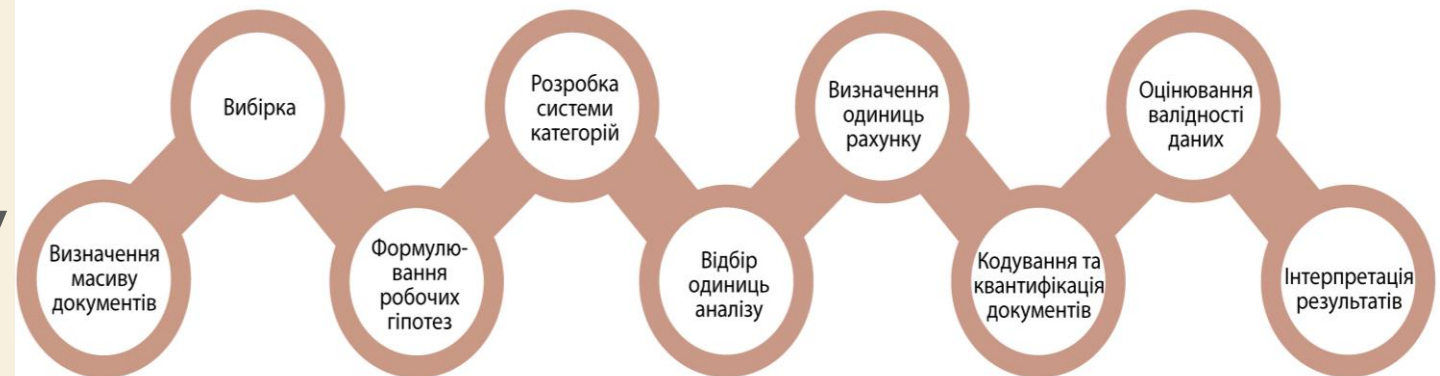 Визначення
масиву
документів
Вибірка
Формулю-
вання
робочих
гіпотез
Розробка
системи
категорій
Відбір
одиниць
аналізу
Визначення
одиниць
рахунку
Кодування та
квантифікація
документів
Оцінювання
валідності
даних
Інтерпретація
результатів